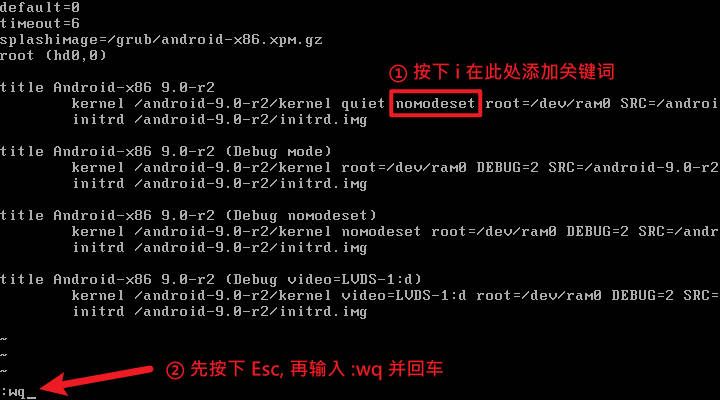 default=0
timeout=6
splashimage=/grub/android-x86.xpm.gz
root (hd0,0)
① 按下 i 在此处添加关键词
title Android-x86 9.0-r2
kernel /android-9.0-r2/kernel quiet nomodeset root=/dev/ram0 SRC=/androi
initrd /android-9.0-r2/initrd.img
title Android-x86 9.0-r2 (Debug mode)
kernel /android-9.0-r2/kernel root=/dev/ram0 DEBUG=2 SRC=/android-9.0-r2
initrd /android-9.0-r2/initrd.img
title Android-x86 9.0-r2 (Debug nomodeset)
kernel /android-9.0-r2/kernel nomodeset root=/dev/ram0 DEBUG=2 SRC=/andr
initrd /android-9.0-r2/initrd.img
title Android-x86 9.0-r2 (Debug video=LVDS-1:d)
kernel /android-9.0-r2/kernel video=LVDS-1:d root=/dev/ram0 DEBUG=2 SRC=
initrd /android-9.0-r2/initrd.img
~
~
~
② 先按下 Esc, 再输入 :wq 并回车
:wq_